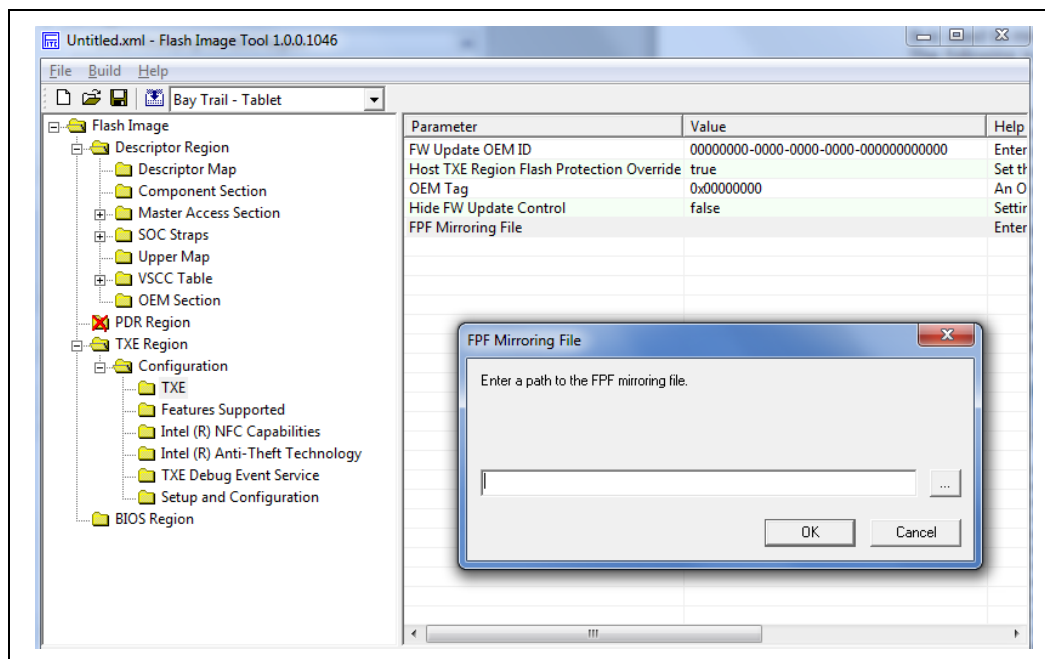 Untitled.xml - Flash Image Tool 1.0.0.1046
File Build Help
Bay Trail - Tablet
Flash Image
Descriptor Region
Descriptor Map
Component Section
Master Access Section
SOC Straps
Upper Map
VSCC Table
OEM Section
PDR Region
TXE Region
Configuration
TXE
Features Supported
Intel (R) NFC Capabilities
Intel (R) Anti-Theft Technology
TXE Debug Event Service
Setup and Configuration
BIOS Region
Parameter Value Help
FW Update OEM ID 00000000-0000-0000-0000-000000000000 Enter
Host TXE Region Flash Protection Override true Set th
OEM Tag 0x00000000 An O
Hide FW Update Control false Settir
FPF Mirroring File Enter
FPF Mirroring File
Enter a path to the FPF mirroring file.
...
OK Cancel